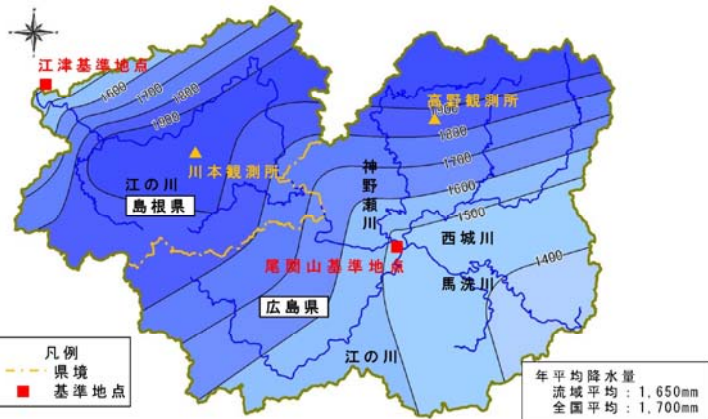 江津基準地点
1600
1700
1800
1900
高野観測所
1900
1800
1700
1600
1500
1400
川本観測所
神野瀬川
江の川
島根県
西城川
尾関山基準地点
馬洗川
広島県
江の川
凡例
県境
基準地点
年平均降水量
流域平均：1,650mm
全国平均：1,700mm